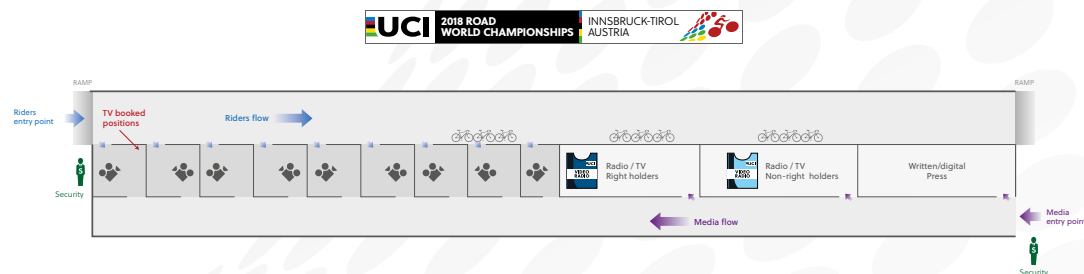 UCI
2018 ROAD
WORLD CHAMPIONSHIPS
INNSBRUCK-TIROL
AUSTRIA
RAMP
RAMP
Riders
entry point
TV booked
positions
Riders flow
S
Security
UCI
VIDEO
RADIO
Radio / TV
Right holders
UCI
VIDEO
RADIO
Radio / TV
Non-right holders
Written/digital
Press
Media flow
Media
entry point
S
Security